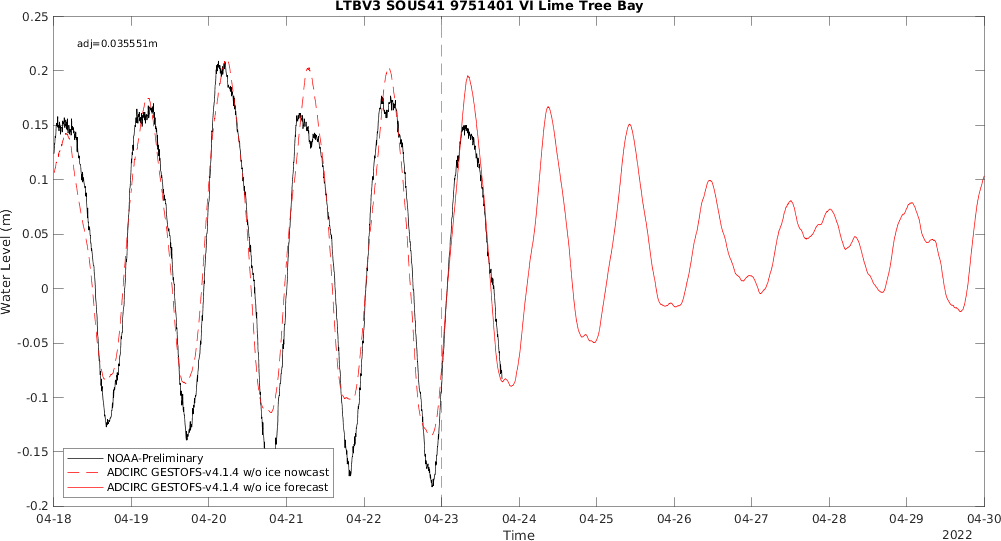 LTBV3 SOUS41 9751401 VI Lime Tree Bay
adj=0.035551m
0.25
0.2
0.15
0.1
0.05
0
-0.05
-0.1
-0.15
-0.2
Water Level (m)
NOAA-Preliminary
ADCIRC GESTOFS-v4.1.4 w/o ice nowcast
ADCIRC GESTOFS-v4.1.4 w/o ice forecast
04-18 04-19 04-20 04-21 04-22 04-23 04-24 04-25 04-26 04-27 04-28 04-29 04-30
Time
2022